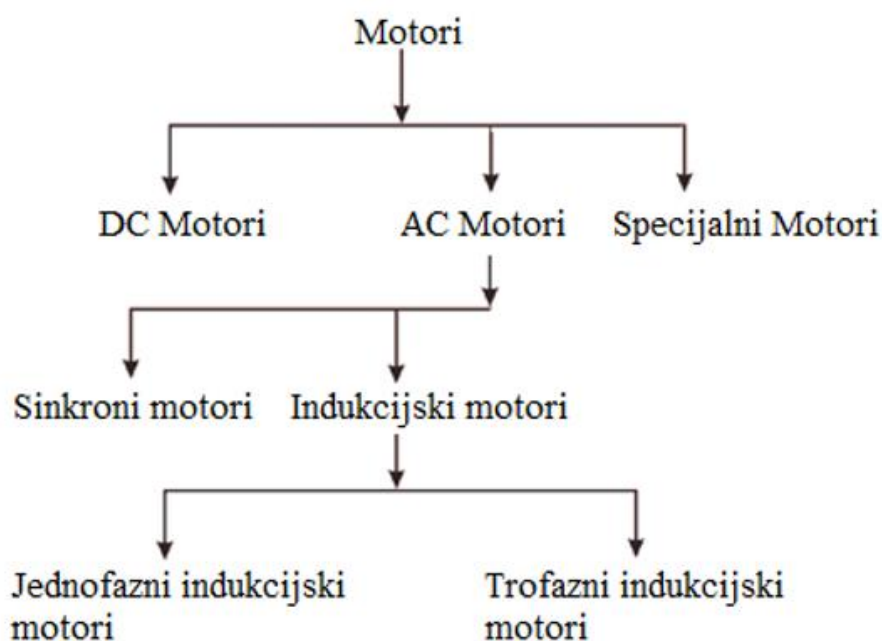 Motori
DC Motori
AC Motori
Specijalni Motori
Sinkroni motori
Indukcijski motori
Jednofazni indukcijski
motori
Trofazni indukcijski
motori